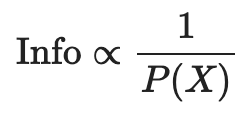 Info ∝ 1 / P(X)